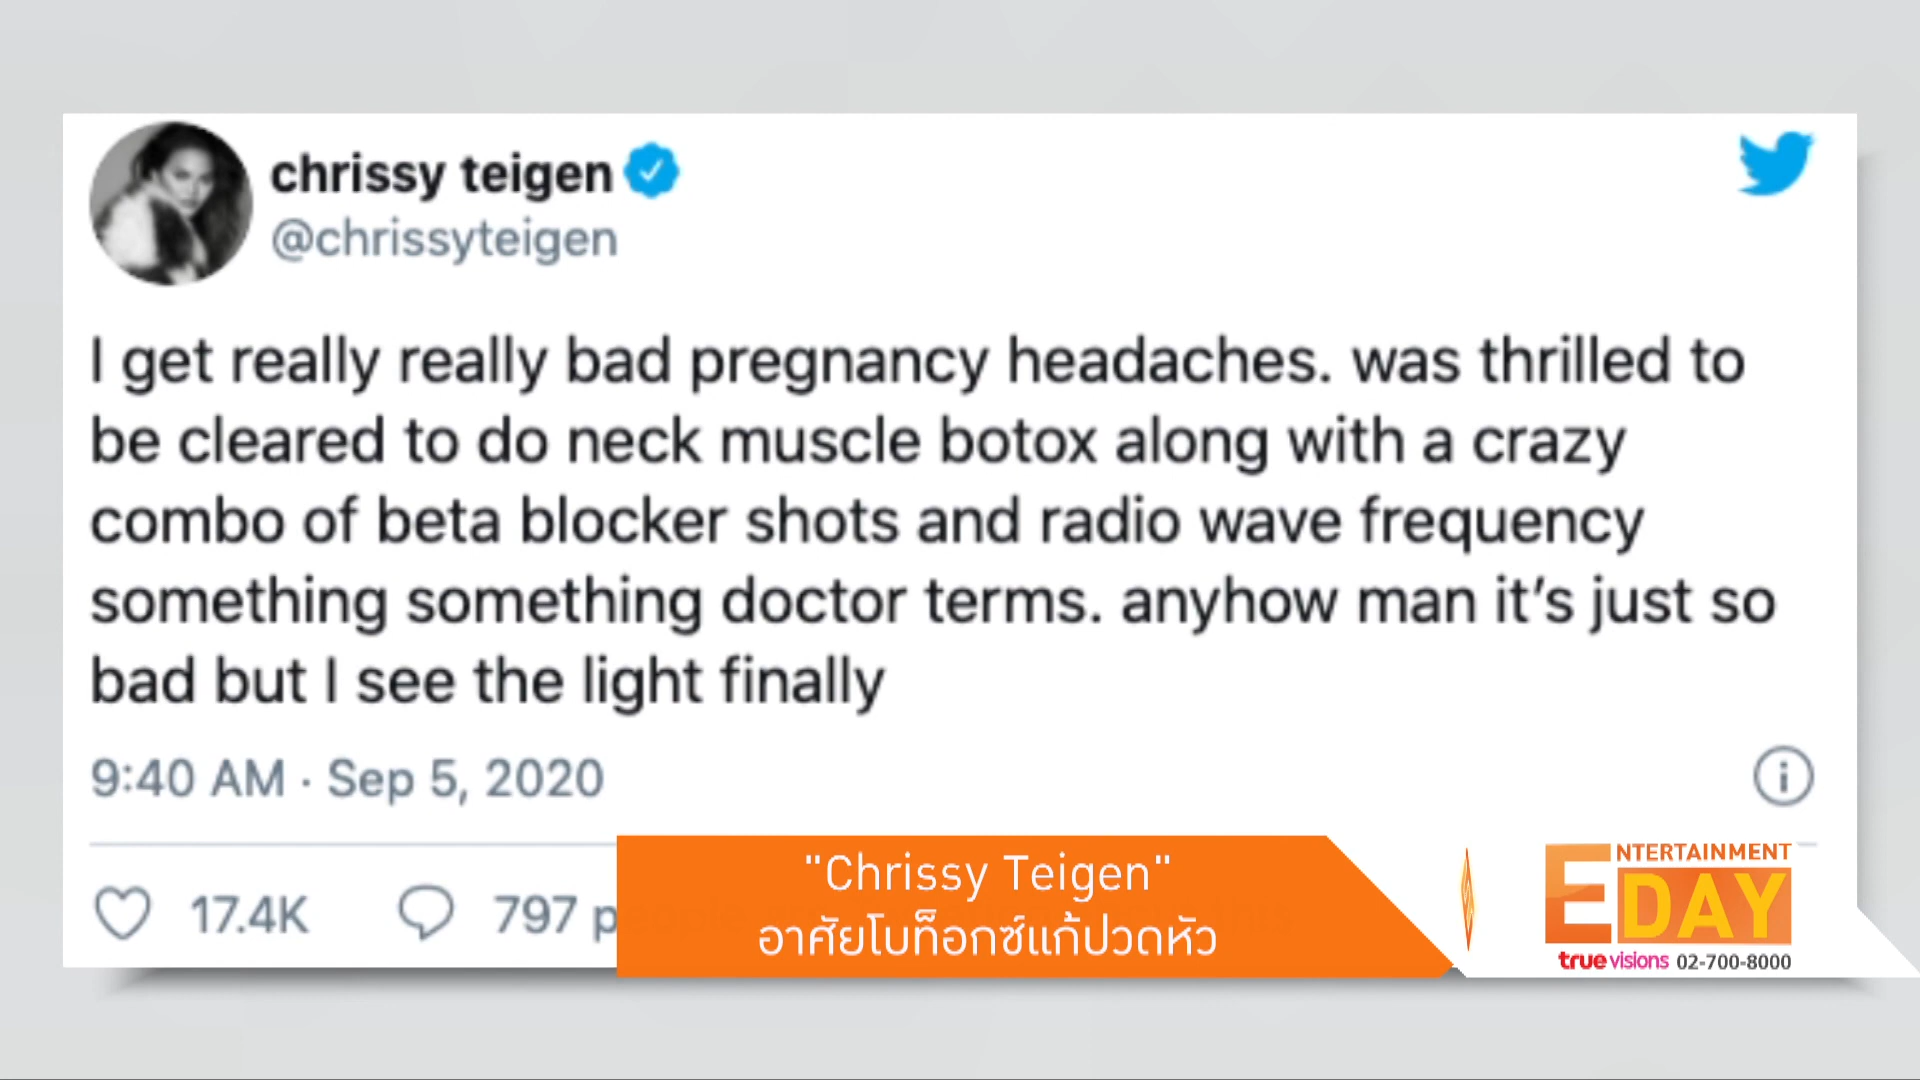 chrissy teigen
@chrissyteigen
I get really really bad pregnancy headaches. was thrilled to
be cleared to do neck muscle botox along with a crazy
combo of beta blocker shots and radio wave frequency
something something doctor terms. anyhow man it's just so
bad but I see the light finally
9:40 AM · Sep 5, 2020
17.4K 797 people
"Chrissy Teigen"
อาศัยโบท็อกซ์แก้ปวดหัว
ENTERTAINMENT
DAY
truevisions 02-700-8000